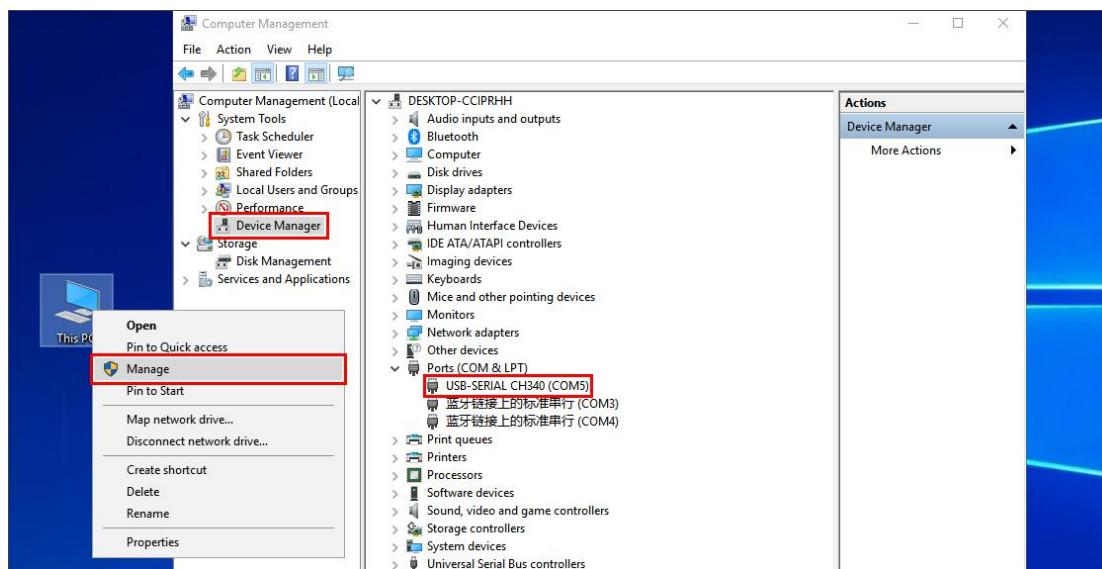 Computer Management
File Action View Help
Computer Management (Local
System Tools
Task Scheduler
Event Viewer
Shared Folders
Local Users and Groups
Performance
Device Manager
Storage
Disk Management
Services and Applications
DESKTOP-CCIPRHH
Audio inputs and outputs
Bluetooth
Computer
Disk drives
Display adapters
Firmware
Human Interface Devices
IDE ATA/ATAPI controllers
Imaging devices
Keyboards
Mice and other pointing devices
Monitors
Network adapters
Other devices
Ports (COM & LPT)
USB-SERIAL CH340 (COM5)
蓝牙链接上的标准串行 (COM3)
蓝牙链接上的标准串行 (COM4)
Print queues
Printers
Processors
Software devices
Sound, video and game controllers
Storage controllers
System devices
Universal Serial Bus controllers
Actions
Device Manager
More Actions
This PC
Open
Pin to Quick access
Manage
Pin to Start
Map network drive...
Disconnect network drive...
Create shortcut
Delete
Rename
Properties